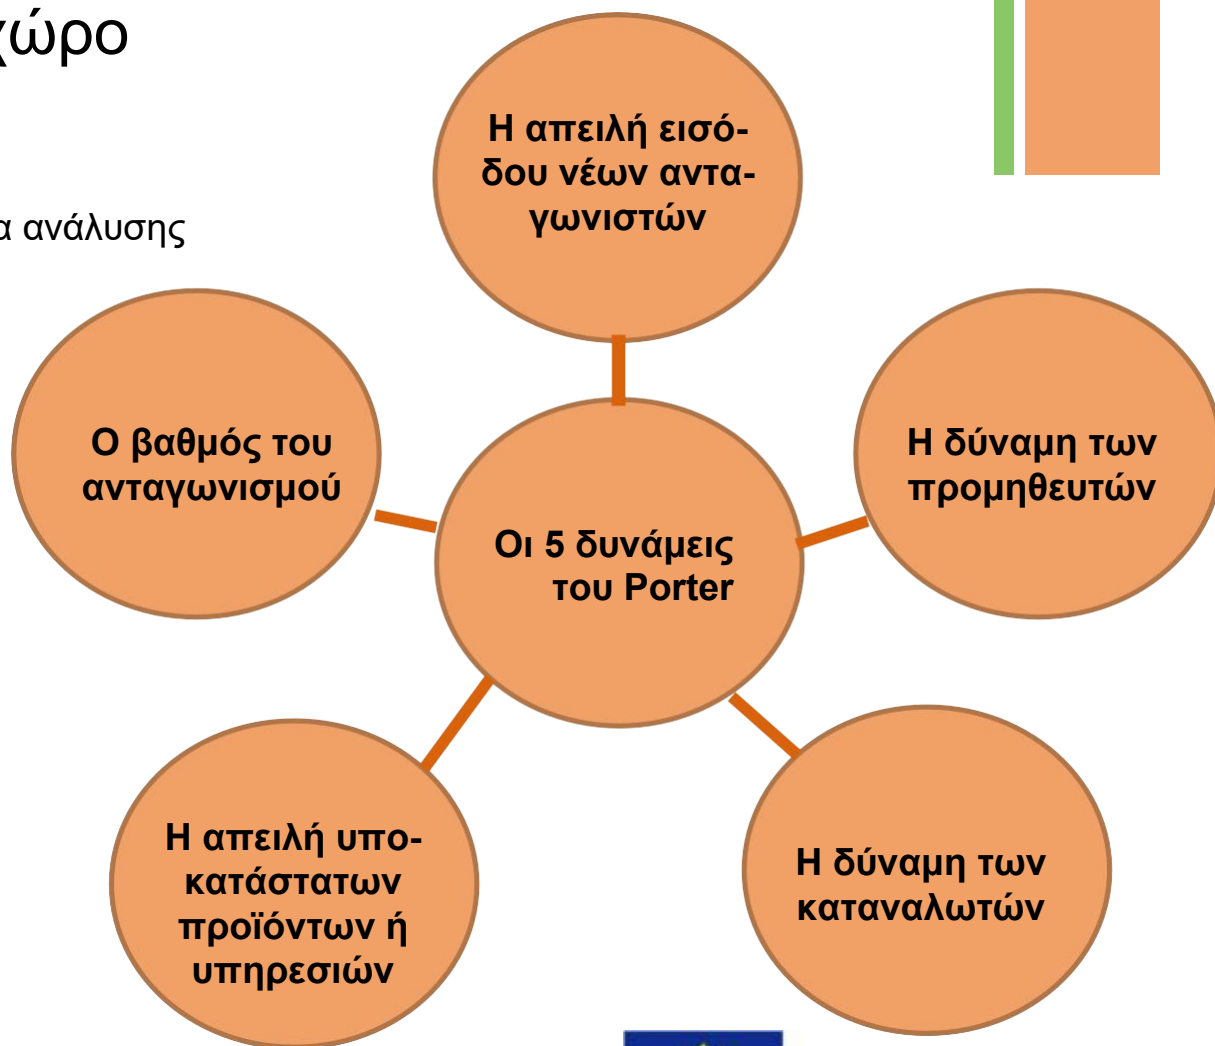 χώρο
α ανάλυσης
Η απειλή εισό-
δου νέων αντα-
γωνιστών
Ο βαθμός του
ανταγωνισμού
Η δύναμη των
προμηθευτών
Οι 5 δυνάμεις
του Porter
Η απειλή υπο-
κατάστατων
προϊόντων ή
υπηρεσιών
Η δύναμη των
καταναλωτών